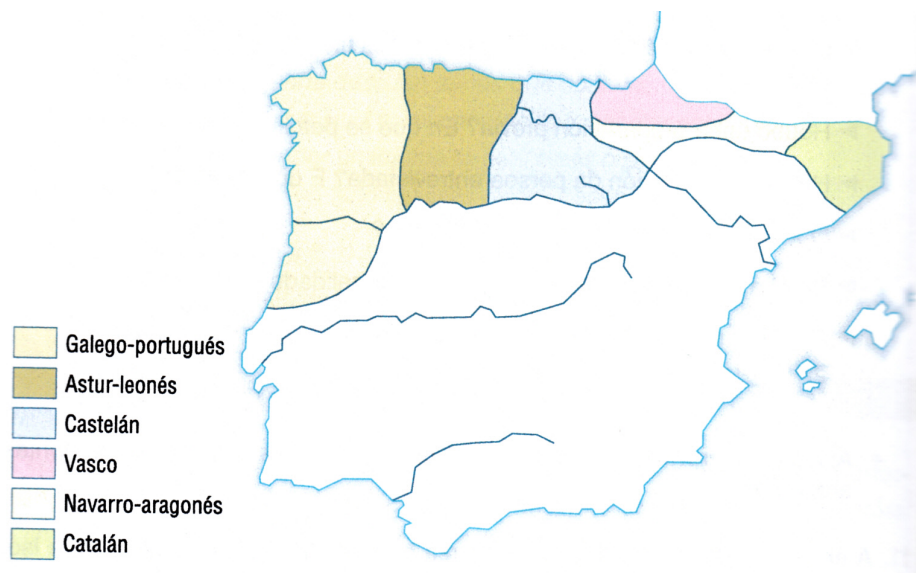 Galego-portugués
Astur-leonés
Castelán
Vasco
Navarro-aragonés
Catalán